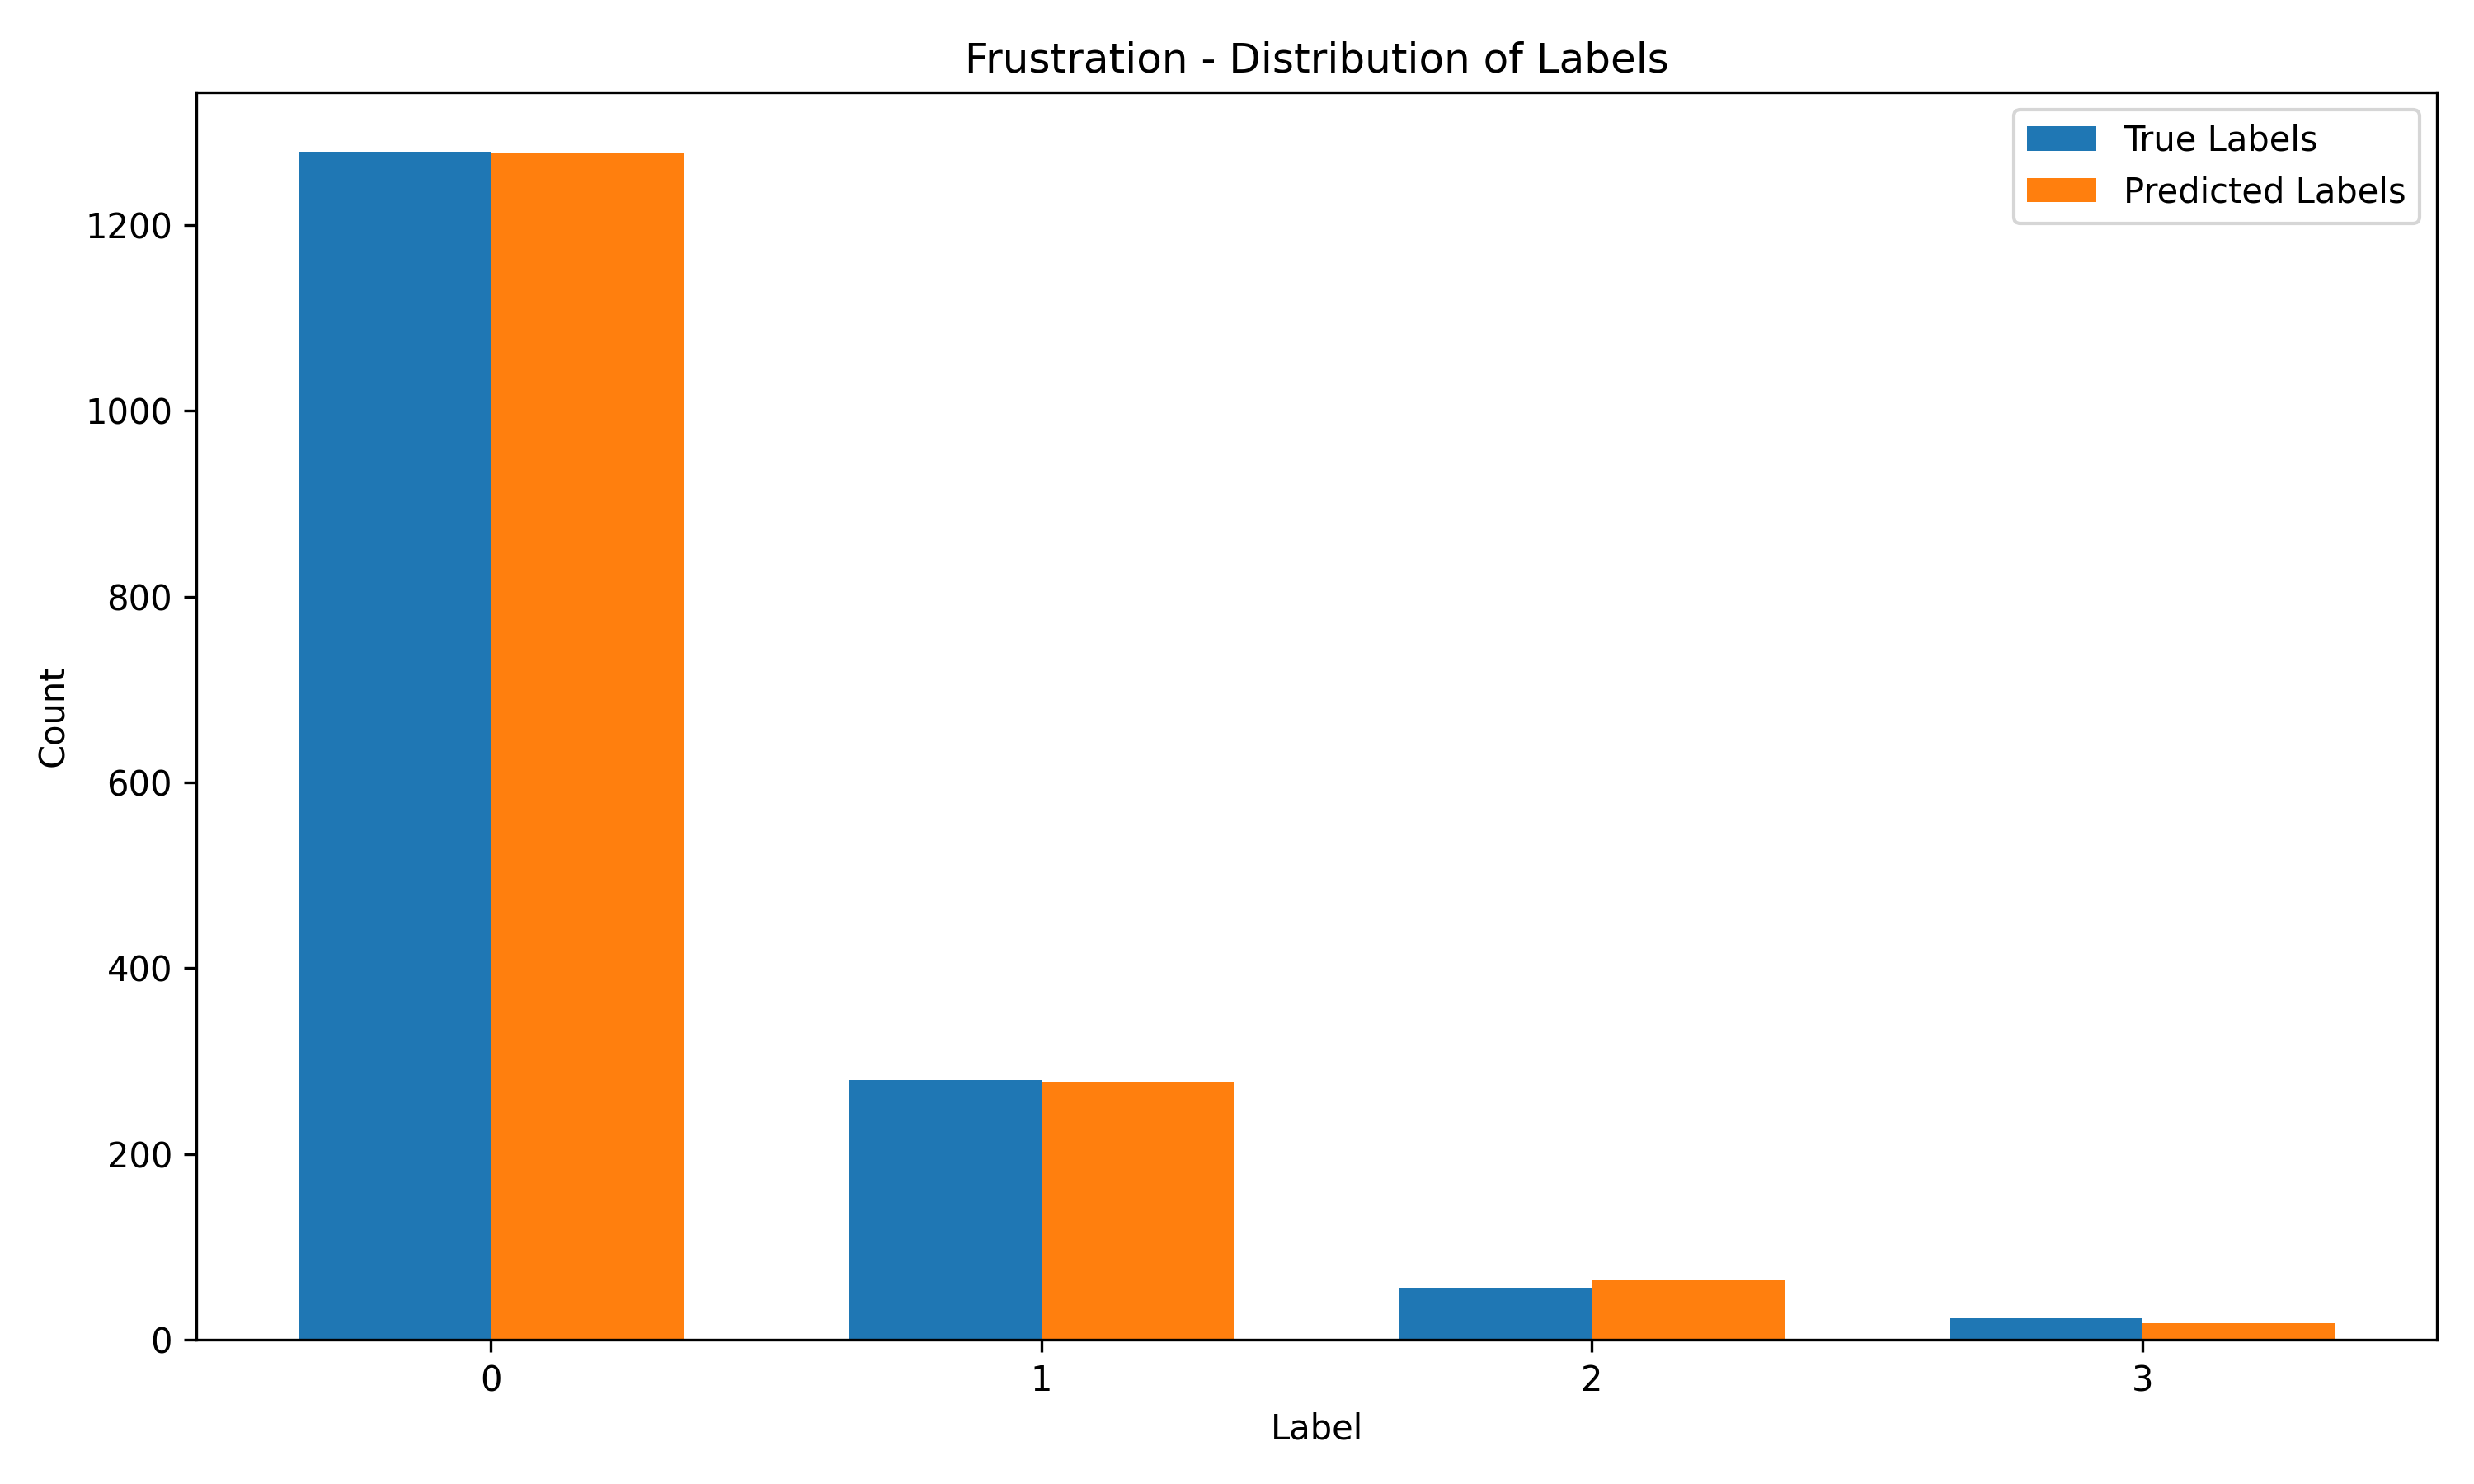 Frustration - Distribution of Labels
True Labels
Predicted Labels
Count
1200
1000
800
600
400
200
0
0 1 2 3
Label